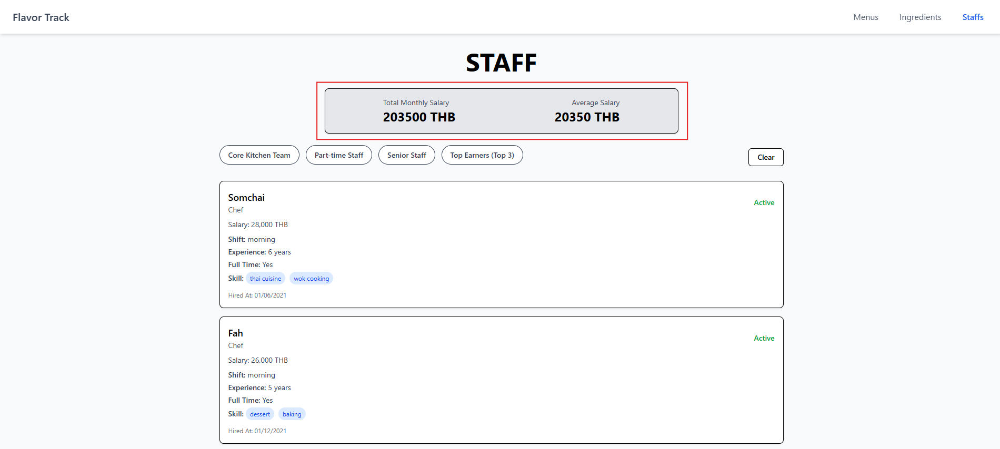 Flavor Track Menus Ingredients Staffs
STAFF
Total Monthly Salary Average Salary
203500 THB 20350 THB
Core Kitchen Team Part-time Staff Senior Staff Top Earners (Top 3) Clear
Somchai
Active
Chef
Salary: 28,000 THB
Shift: morning
Experience: 6 years
Full Time: Yes
Skill: thai cuisine wok cooking
Hired At: 01/06/2021
Fah
Active
Chef
Salary: 26,000 THB
Shift: morning
Experience: 5 years
Full Time: Yes
Skill: dessert baking
Hired At: 01/12/2021